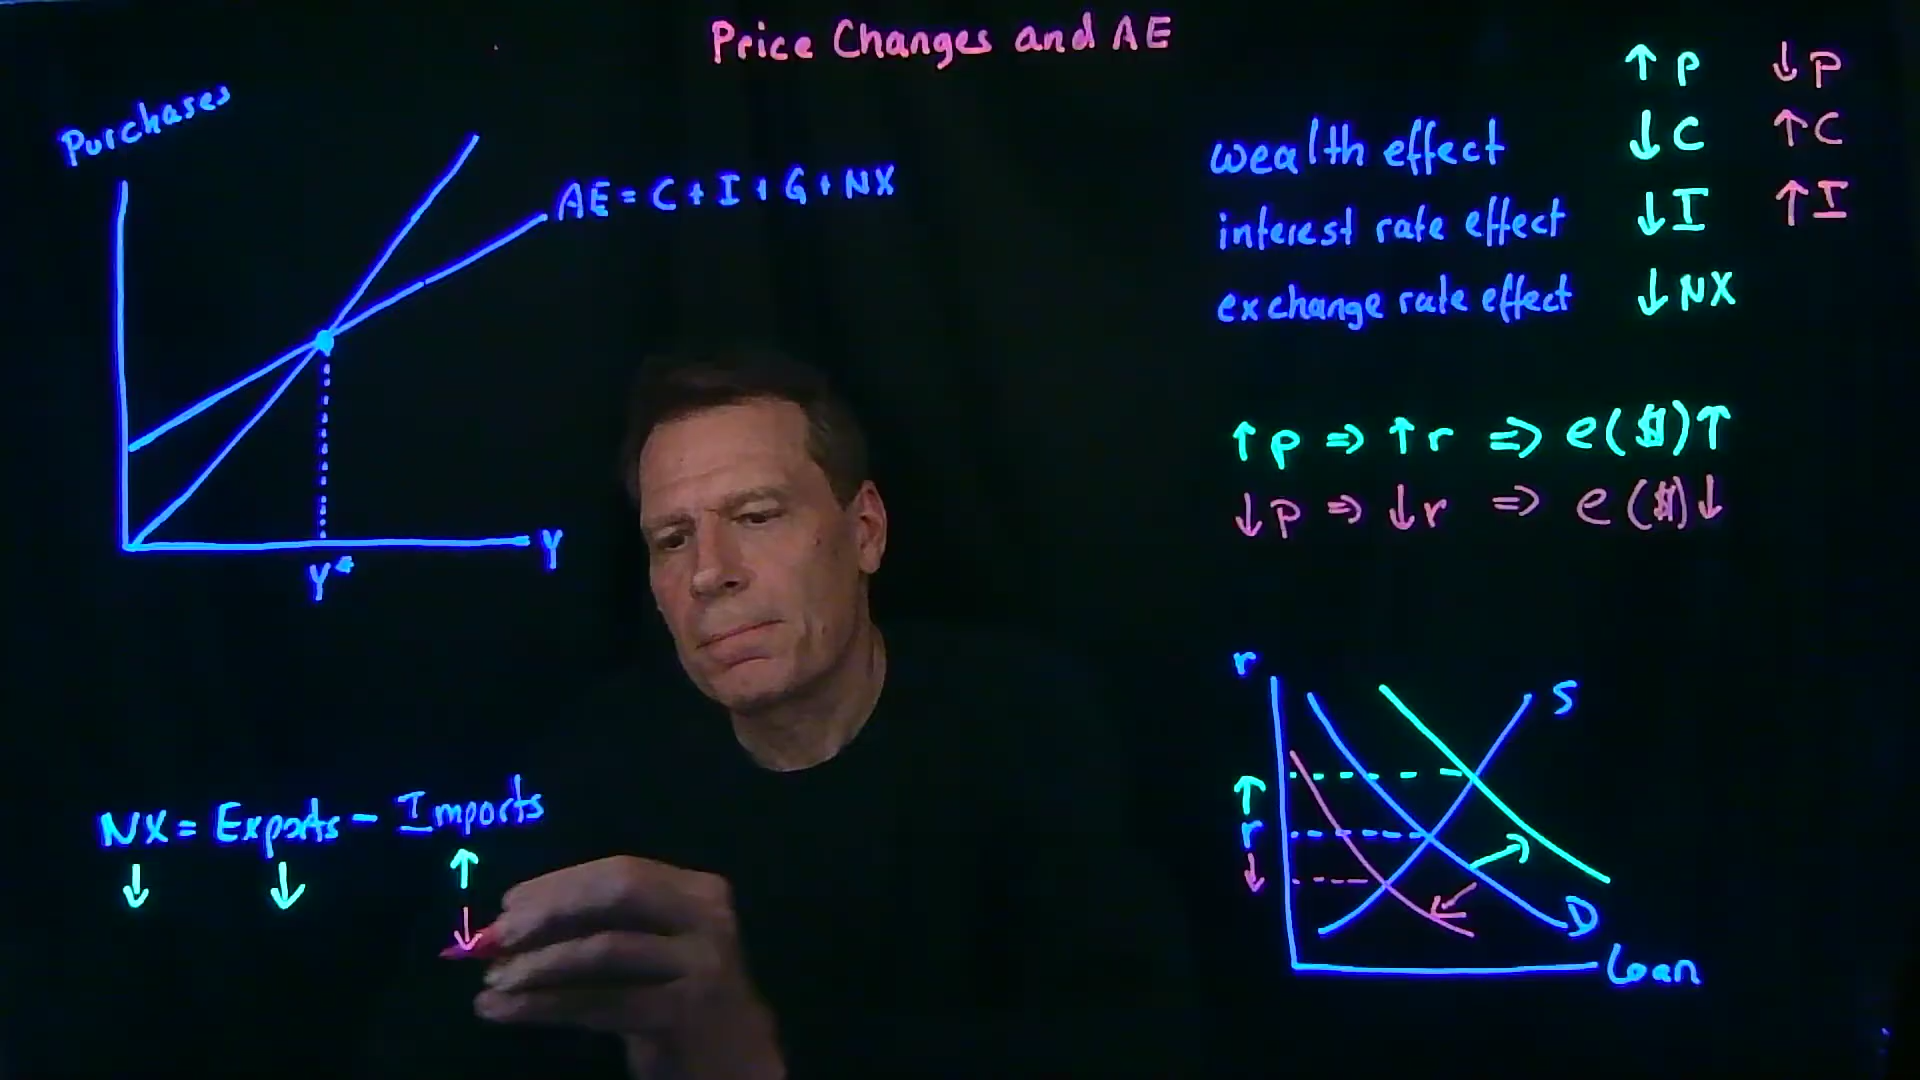 Price Changes and AE
Purchases
AE = C + I + G + NX
Y
Y*
↑ P ↓ P
wealth effect ↓ C ↑ C
interest rate effect ↓ I ↑ I
exchange rate effect ↓ NX
↑ P ⇒ ↑ r ⇒ e($)↑
↓ P ⇒ ↓ r ⇒ e($)↓
NX = Exports - Imports
↓ ↓ ↑
↓
r
S
↑
r
↓
D
Loan